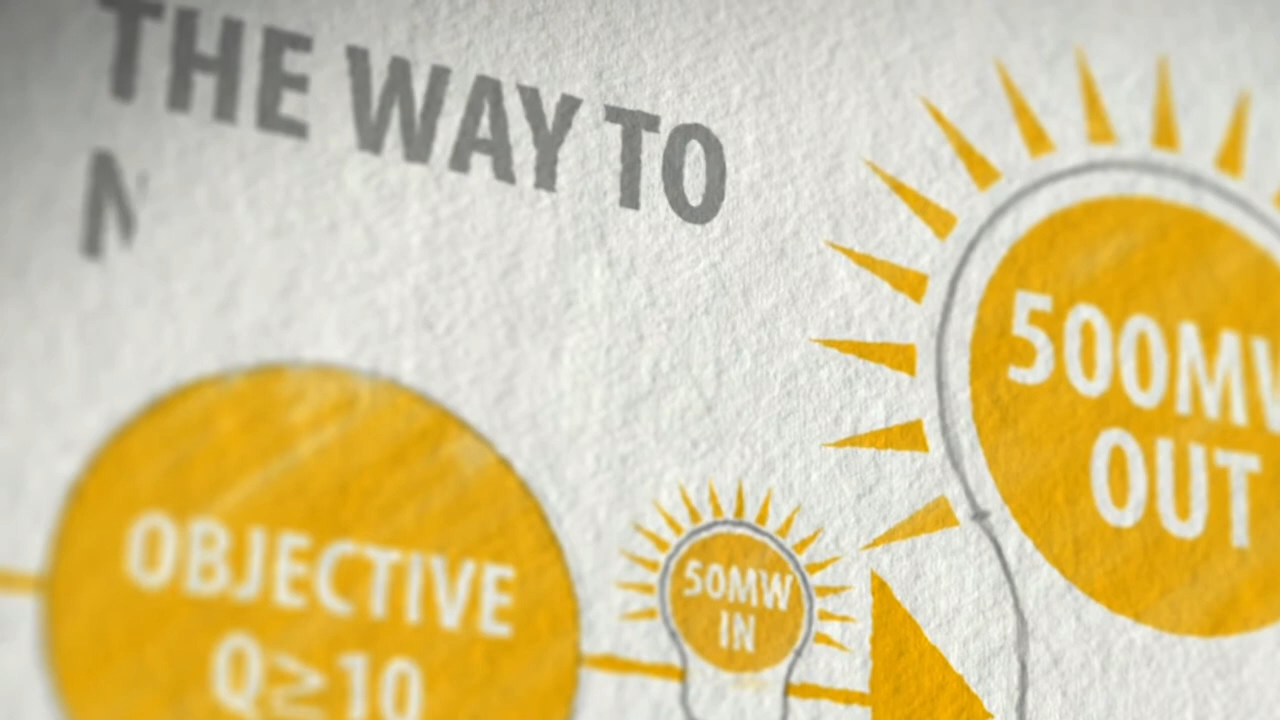 THE WAY TO
N
500MW
OUT
OBJECTIVE
Q≥10
50MW
IN